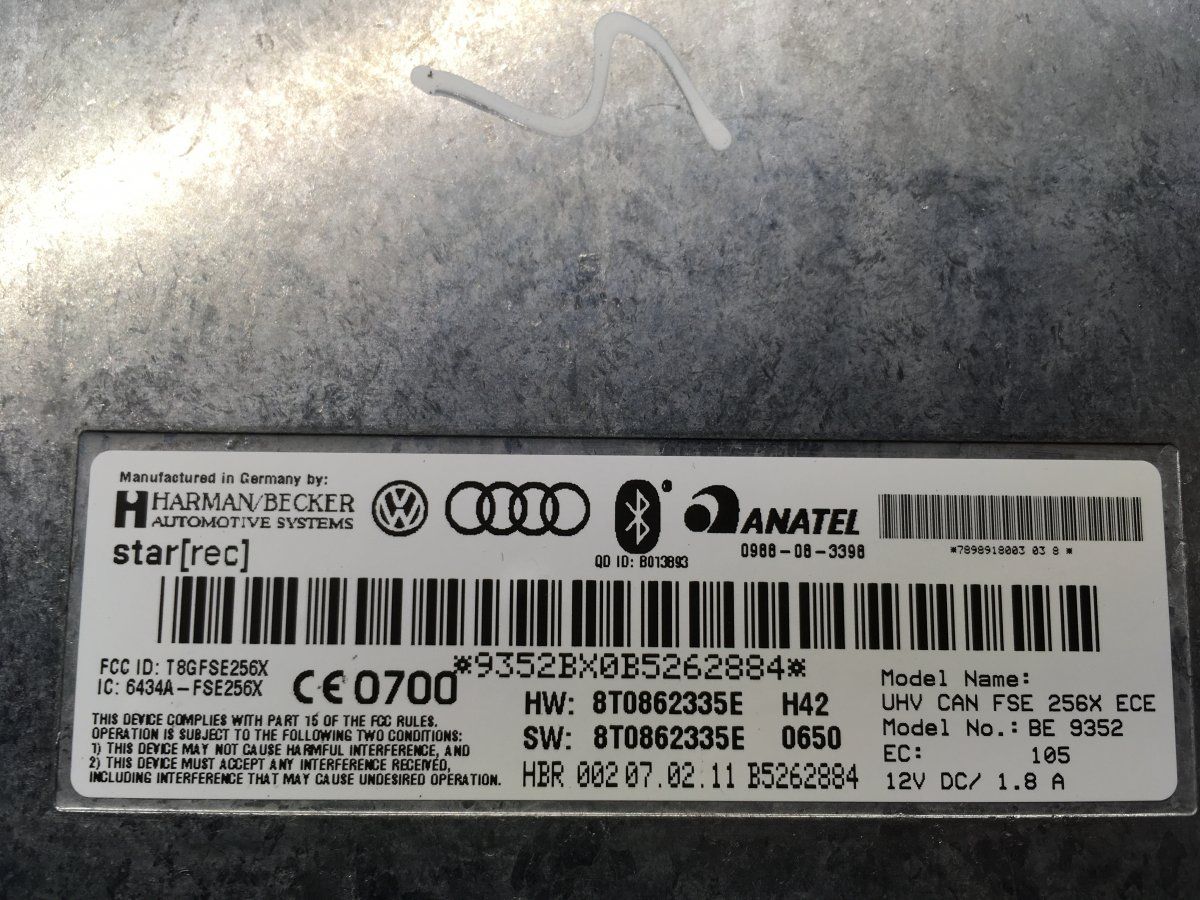 Manufactured in Germany by:
HARMAN/BECKER
AUTOMOTIVE SYSTEMS
star[rec]
QD ID: B013893
ANATEL
0988-08-3398
*7898918003 03 8 *
*9352BX0B5262884*
FCC ID: T8GFSE256X
IC: 6434A-FSE256X
CE0700
THIS DEVICE COMPLIES WITH PART 15 OF THE FCC RULES.
OPERATION IS SUBJECT TO THE FOLLOWING TWO CONDITIONS:
1) THIS DEVICE MAY NOT CAUSE HARMFUL INTERFERENCE, AND
2) THIS DEVICE MUST ACCEPT ANY INTERFERENCE RECEIVED,
INCLUDING INTERFERENCE THAT MAY CAUSE UNDESIRED OPERATION.
HW: 8T0862335E H42
SW: 8T0862335E 0650
HBR 002 07.02.11 B5262884
Model Name:
UHV CAN FSE 256X ECE
Model No.: BE 9352
EC: 105
12V DC/ 1.8 A